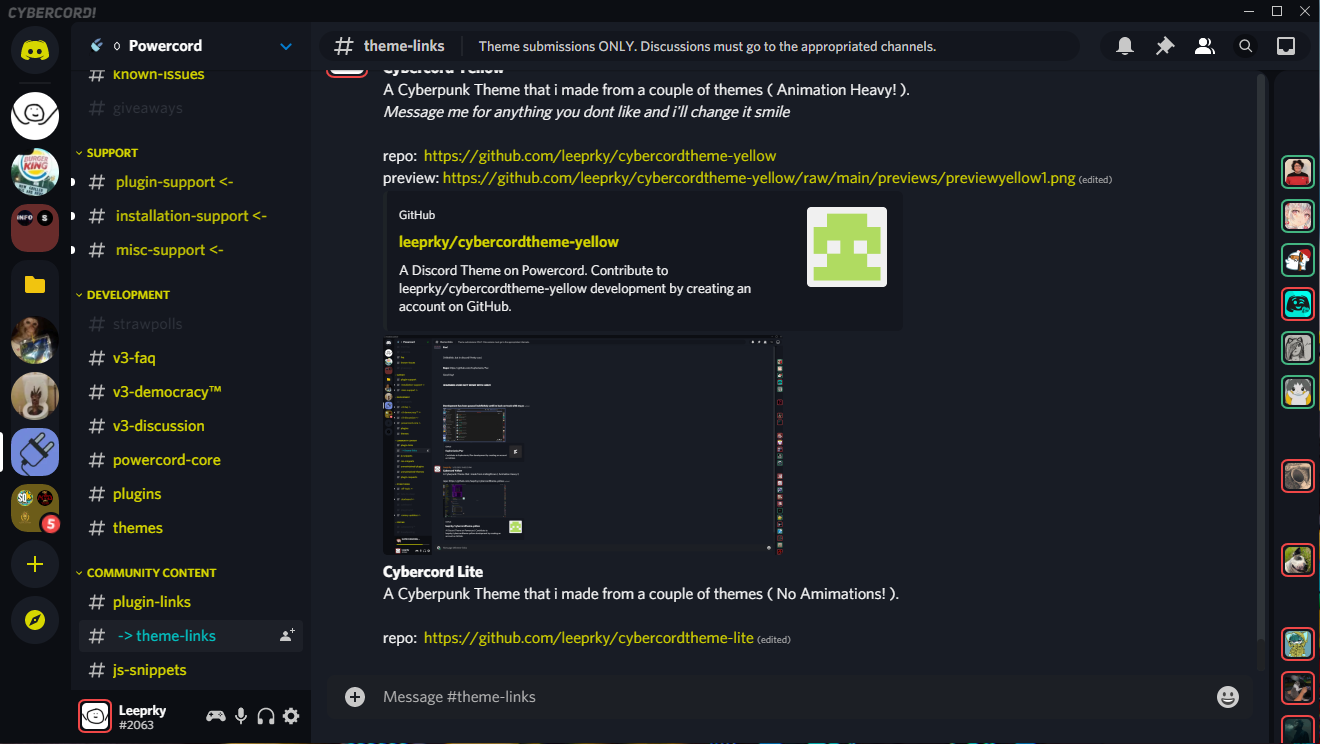 CYBERCORD!
Powercord
known-issues
giveaways
SUPPORT
plugin-support <-
installation-support <-
misc-support <-
DEVELOPMENT
strawpolls
v3-faq
v3-democracy™
v3-discussion
powercord-core
plugins
themes
COMMUNITY CONTENT
plugin-links
-> theme-links
js-snippets
Leeprky
#2063
BURGER
KING
INFO
S
5
theme-links
Theme submissions ONLY. Discussions must go to the appropriated channels.
Cybercord Yellow
A Cyberpunk Theme that i made from a couple of themes ( Animation Heavy! ).
Message me for anything you dont like and i'll change it smile
repo: https://github.com/leeprky/cybercordtheme-yellow
preview: https://github.com/leeprky/cybercordtheme-yellow/raw/main/previews/previewyellow1.png (edited)
GitHub
leeprky/cybercordtheme-yellow
A Discord Theme on Powercord. Contribute to
leeprky/cybercordtheme-yellow development by creating an
account on GitHub.
Cybercord Lite
A Cyberpunk Theme that i made from a couple of themes ( No Amimations! ).
repo: https://github.com/leeprky/cybercordtheme-lite (edited)
Message #theme-links